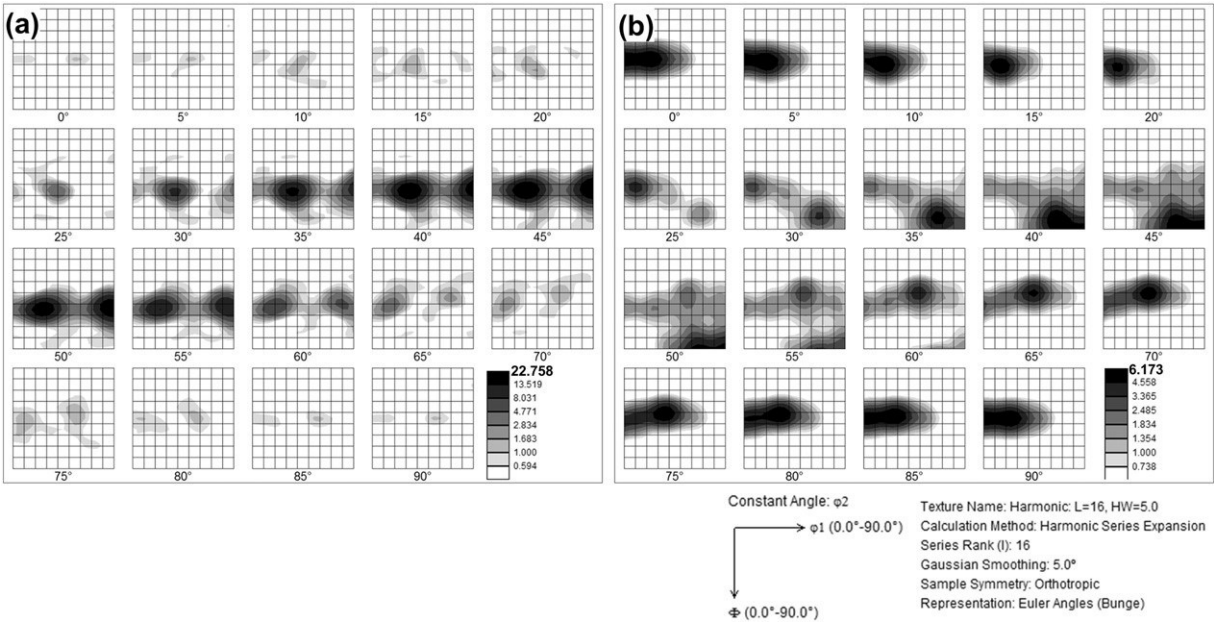 (a)
0° 5° 10° 15° 20°
25° 30° 35° 40° 45°
50° 55° 60° 65° 70°
75° 80° 85° 90°
22.758
13.519
8.031
4.771
2.834
1.683
1.000
0.594
(b)
0° 5° 10° 15° 20°
25° 30° 35° 40° 45°
50° 55° 60° 65° 70°
75° 80° 85° 90°
6.173
4.558
3.365
2.485
1.834
1.354
1.000
0.738
Constant Angle: φ2
φ1 (0.0°-90.0°)
Φ (0.0°-90.0°)
Texture Name: Harmonic: L=16, HW=5.0
Calculation Method: Harmonic Series Expansion
Series Rank (l): 16
Gaussian Smoothing: 5.0°
Sample Symmetry: Orthotropic
Representation: Euler Angles (Bunge)